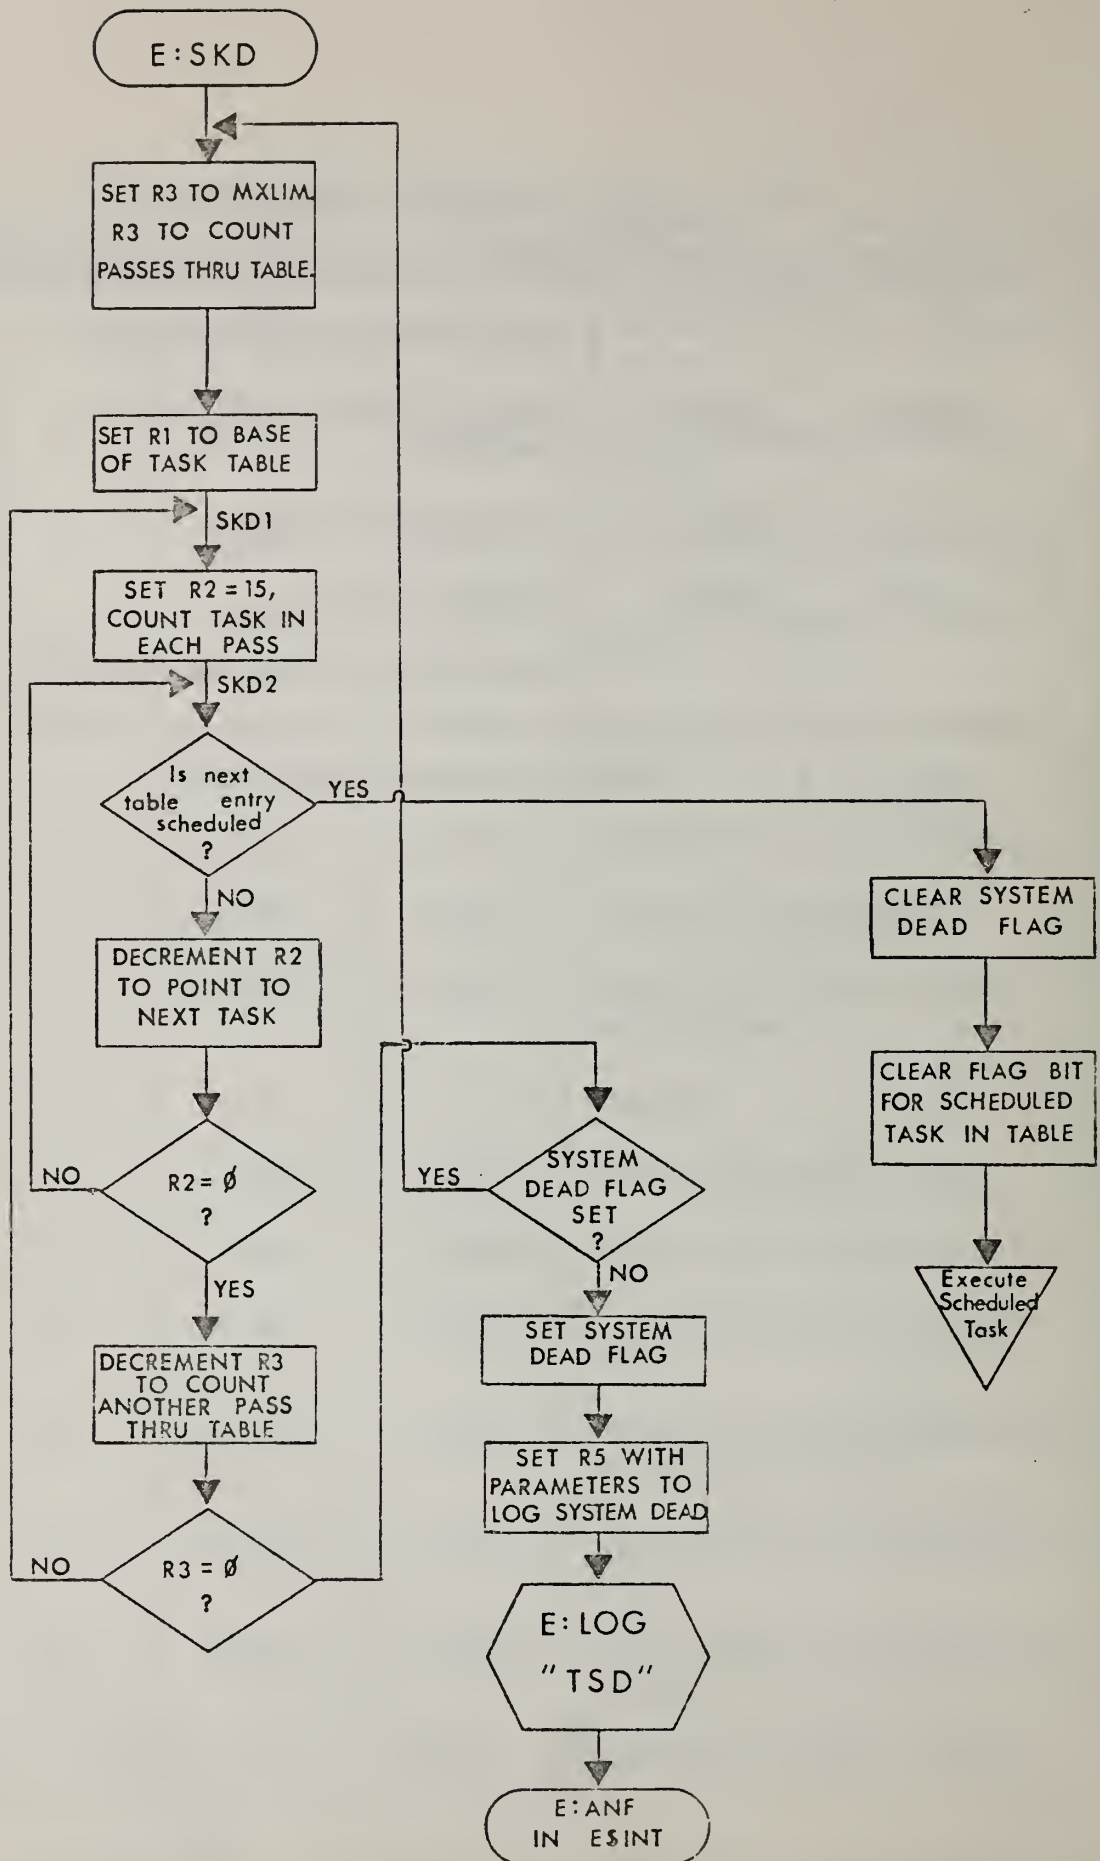 E:SKD
SET R3 TO MXLIM.
R3 TO COUNT
PASSES THRU TABLE.
SET R1 TO BASE
OF TASK TABLE
SKD1
SET R2 = 15,
COUNT TASK IN
EACH PASS
SKD2
Is next
table entry
scheduled
?
YES
NO
DECREMENT R2
TO POINT TO
NEXT TASK
R2 = Ø
?
NO
YES
DECREMENT R3
TO COUNT
ANOTHER PASS
THRU TABLE
R3 = Ø
?
NO
SYSTEM
DEAD FLAG
SET
?
YES
NO
SET SYSTEM
DEAD FLAG
SET R5 WITH
PARAMETERS TO
LOG SYSTEM DEAD
E:LOG
"TSD"
E:ANF
IN E$INT
CLEAR SYSTEM
DEAD FLAG
CLEAR FLAG BIT
FOR SCHEDULED
TASK IN TABLE
Execute
Scheduled
Task